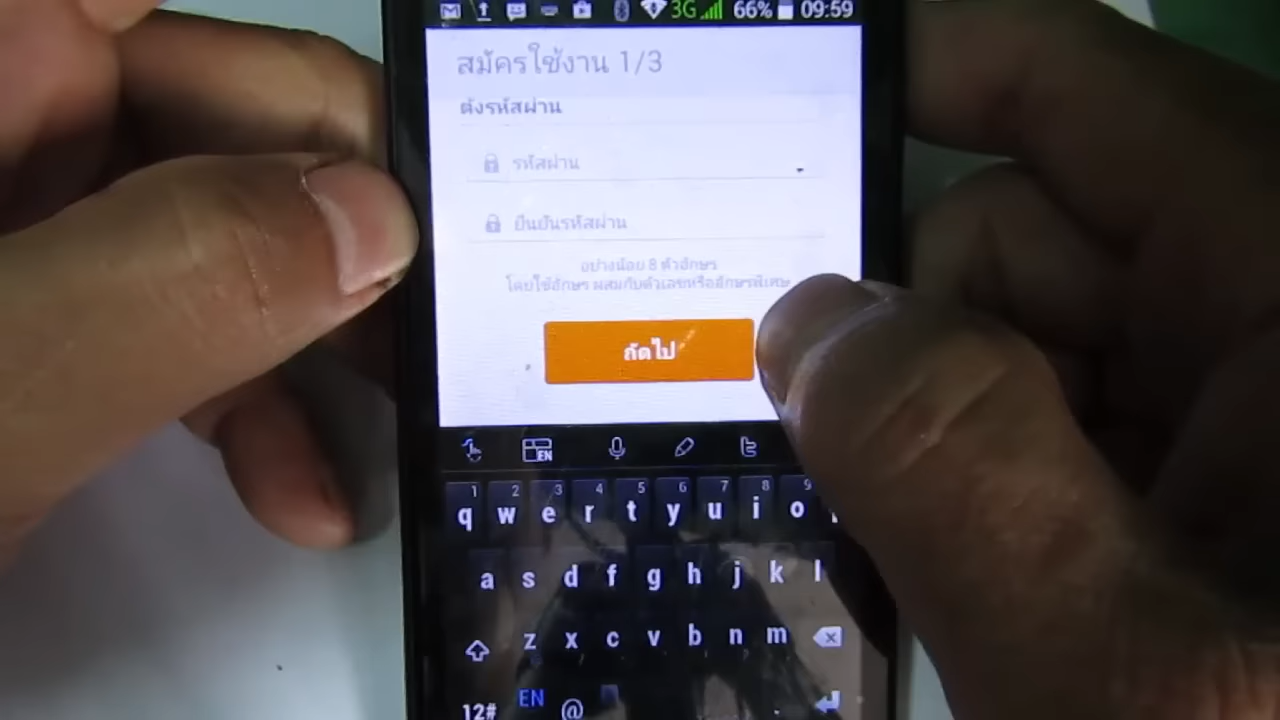 3G 66% 09:59
สมัครใช้งาน 1/3
ตั้งรหัสผ่าน
รหัสผ่าน
ยืนยันรหัสผ่าน
อย่างน้อย 8 ตัวอักษร
โดยใช้อักษร ผสมกับตัวเลขหรืออักษรพิเศษ
ถัดไป
EN
1 2 3 4 5 6 7 8 9
q w e r t y u i o
a s d f g h j k l
z x c v b n m
12# EN @